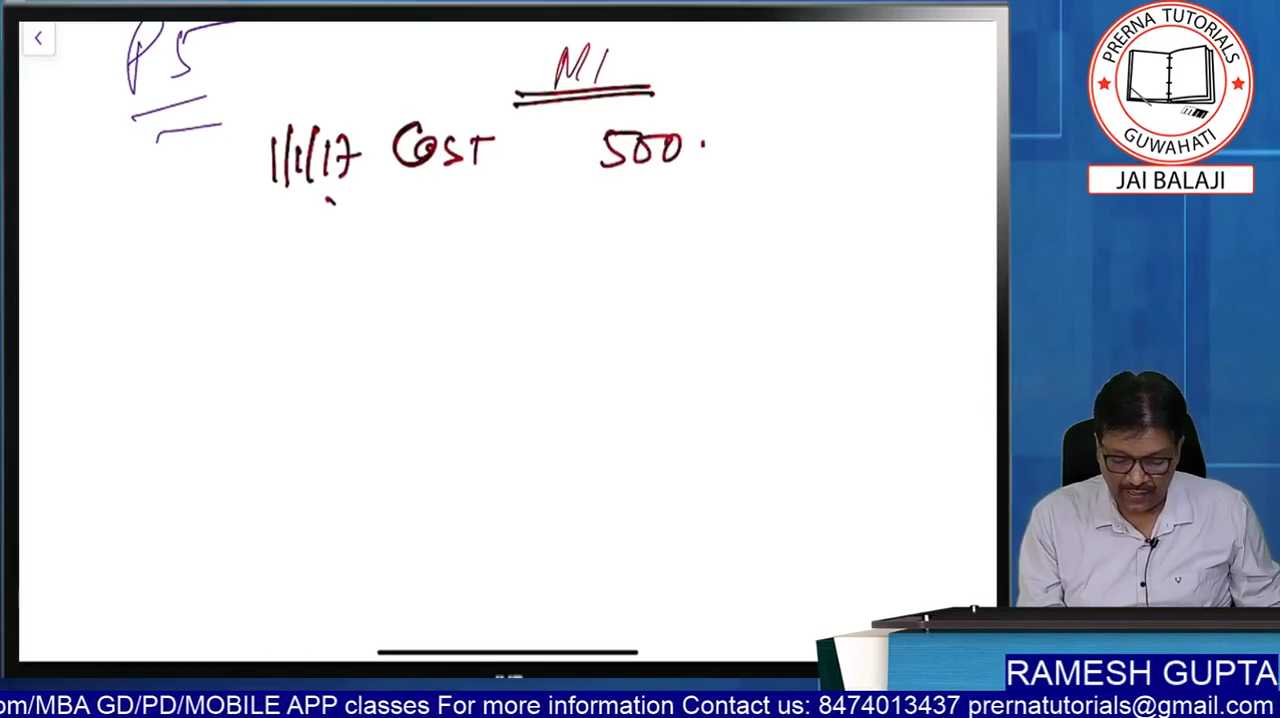 P5
M1
1/1/17 Cost 500
PRERNA TUTORIALS
GUWAHATI
JAI BALAJI
RAMESH GUPTA
om/MBA GD/PD/MOBILE APP classes For more information Contact us: 8474013437 prernatutorials@gmail.com